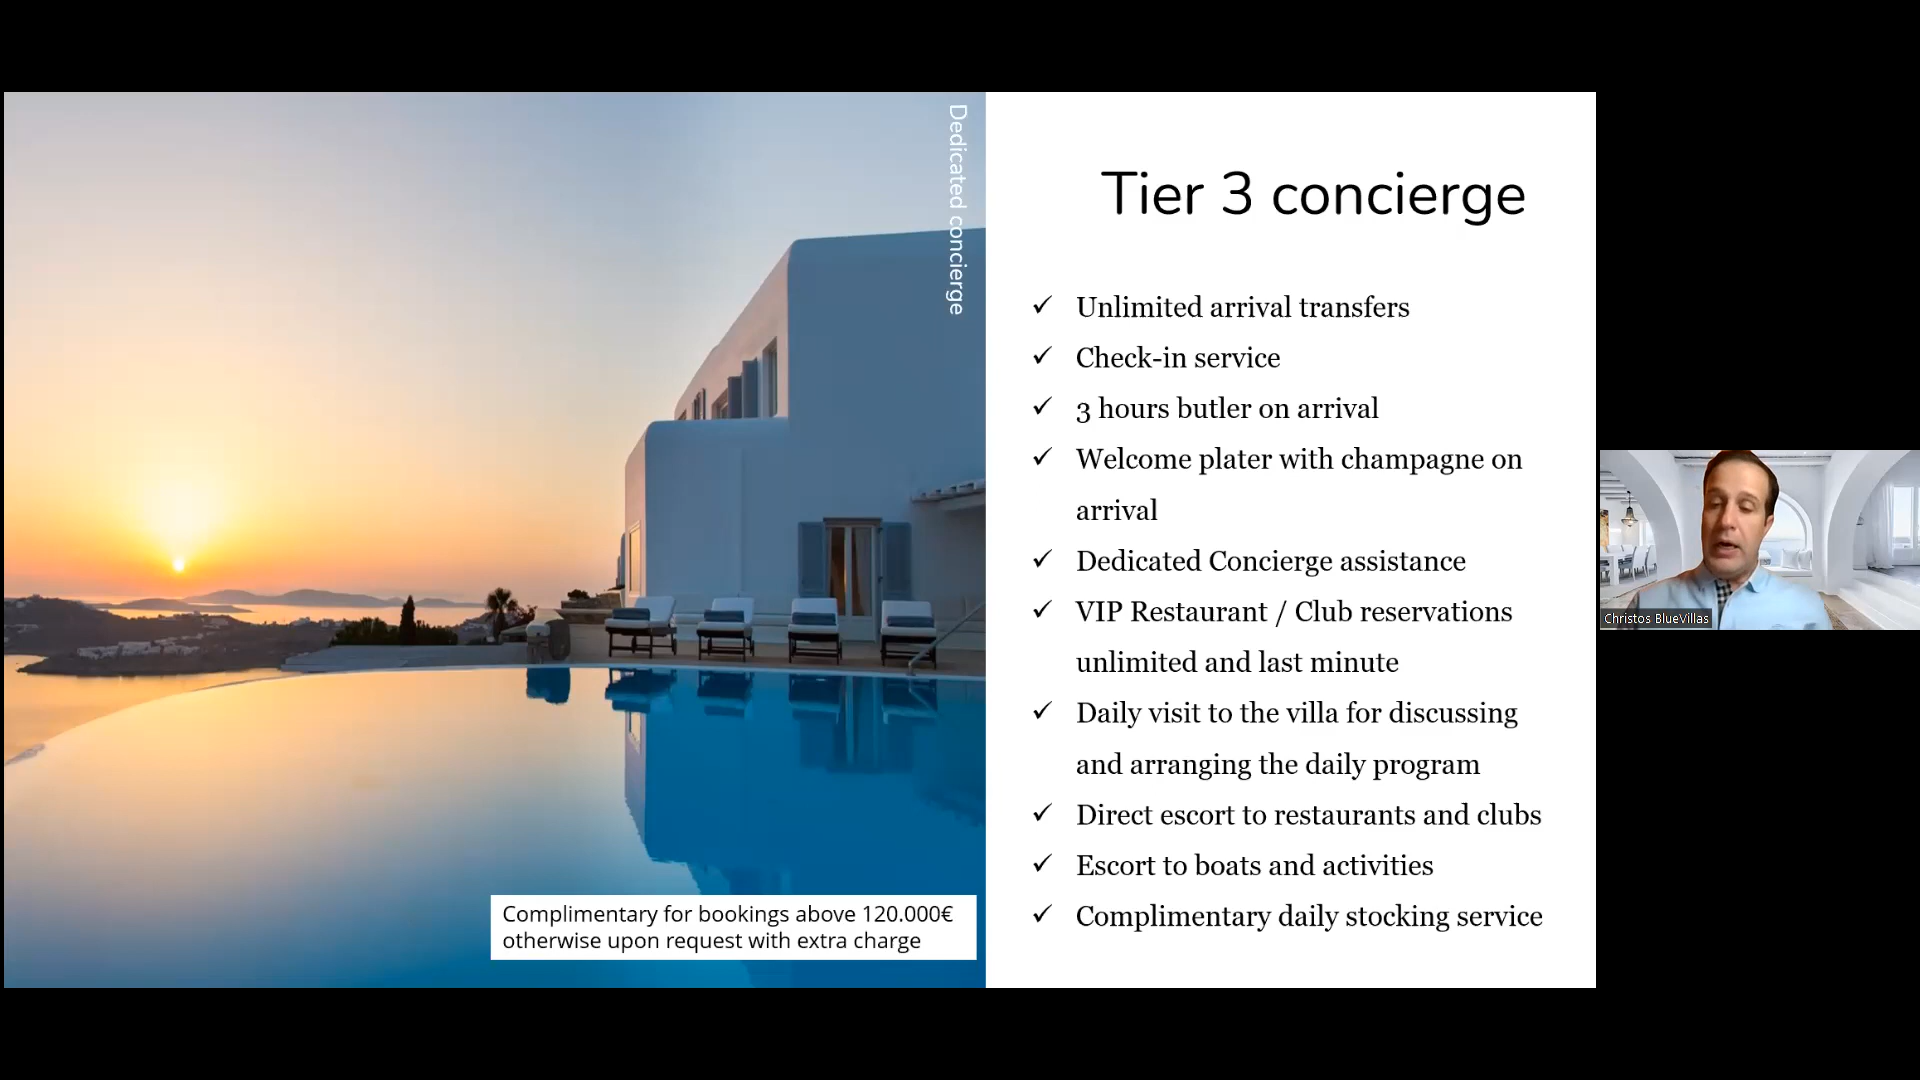 Dedicated concierge
Tier 3 concierge
✓ Unlimited arrival transfers
✓ Check-in service
✓ 3 hours butler on arrival
✓ Welcome plater with champagne on
arrival
✓ Dedicated Concierge assistance
✓ VIP Restaurant / Club reservations
unlimited and last minute
✓ Daily visit to the villa for discussing
and arranging the daily program
✓ Direct escort to restaurants and clubs
✓ Escort to boats and activities
✓ Complimentary daily stocking service
Complimentary for bookings above 120.000€
otherwise upon request with extra charge
Christos BlueVillas